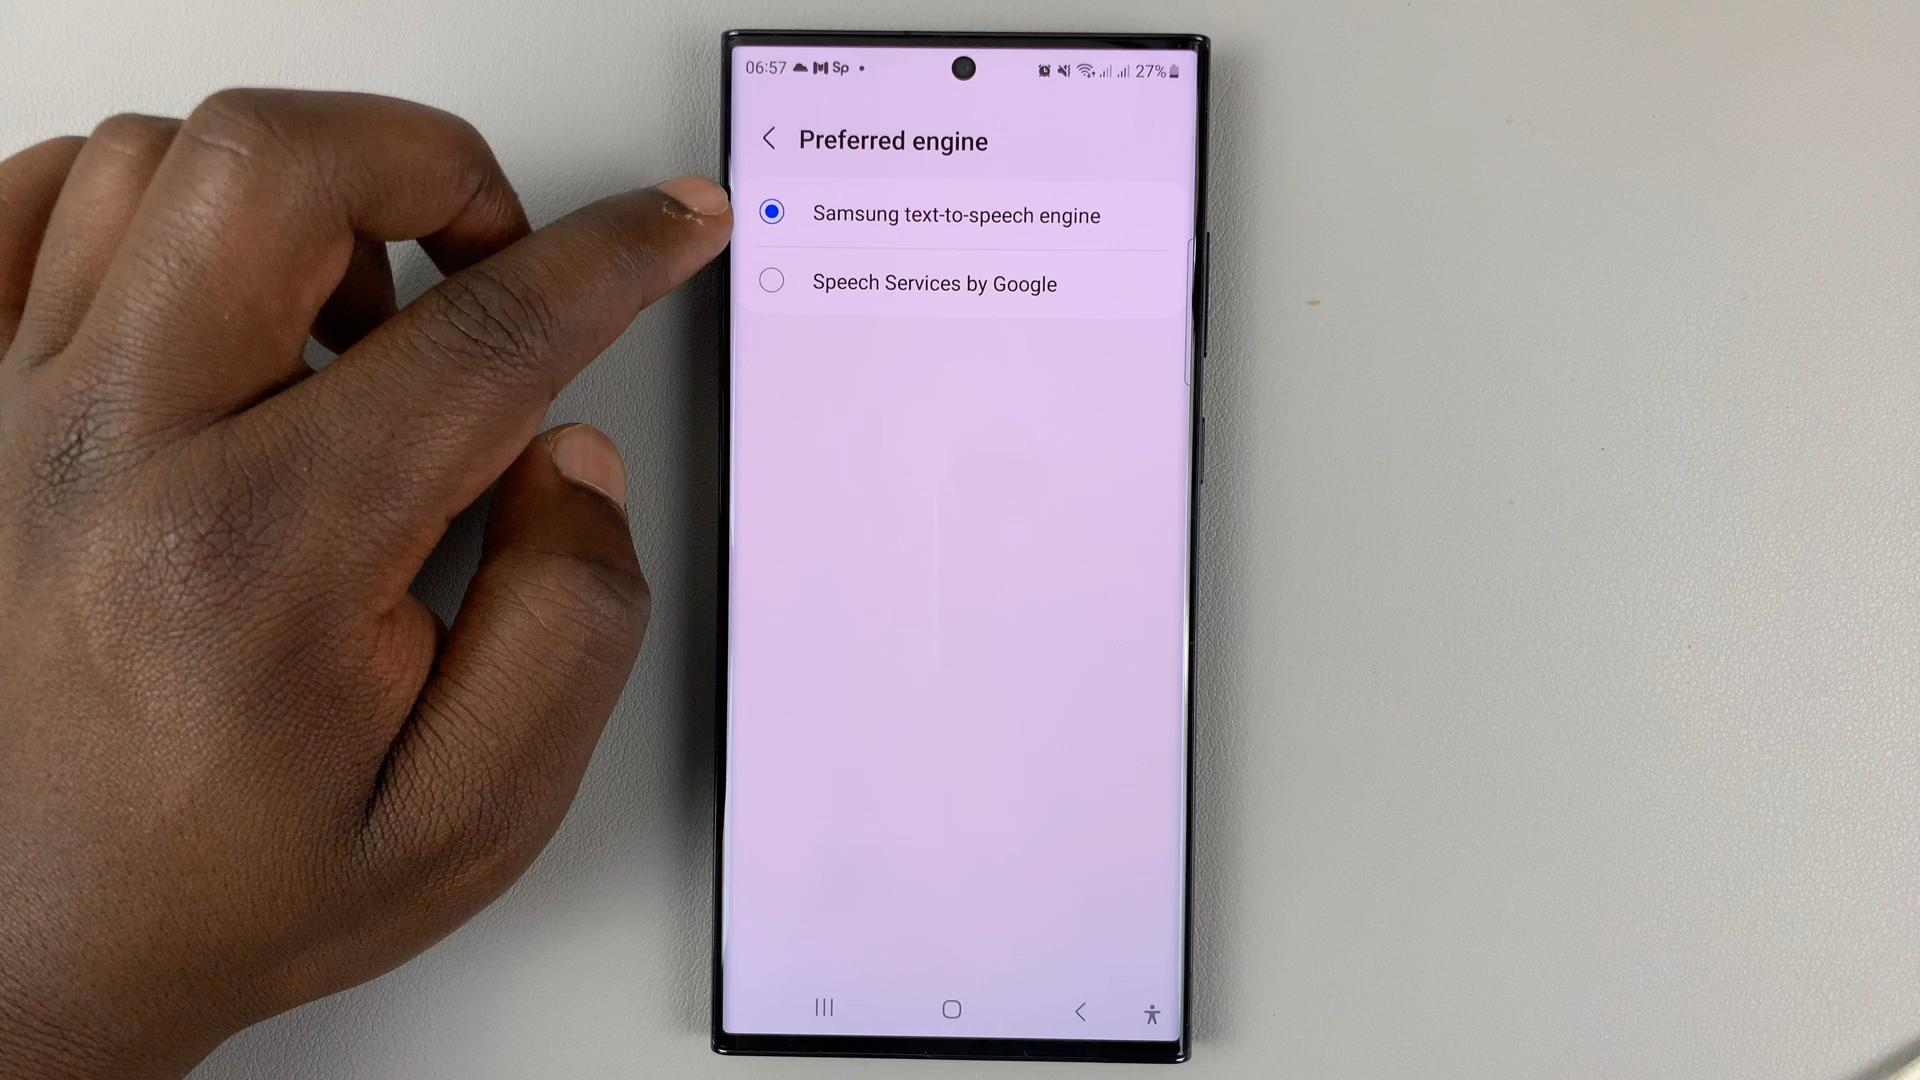 06:57 Sp 27%
Preferred engine
Samsung text-to-speech engine
Speech Services by Google